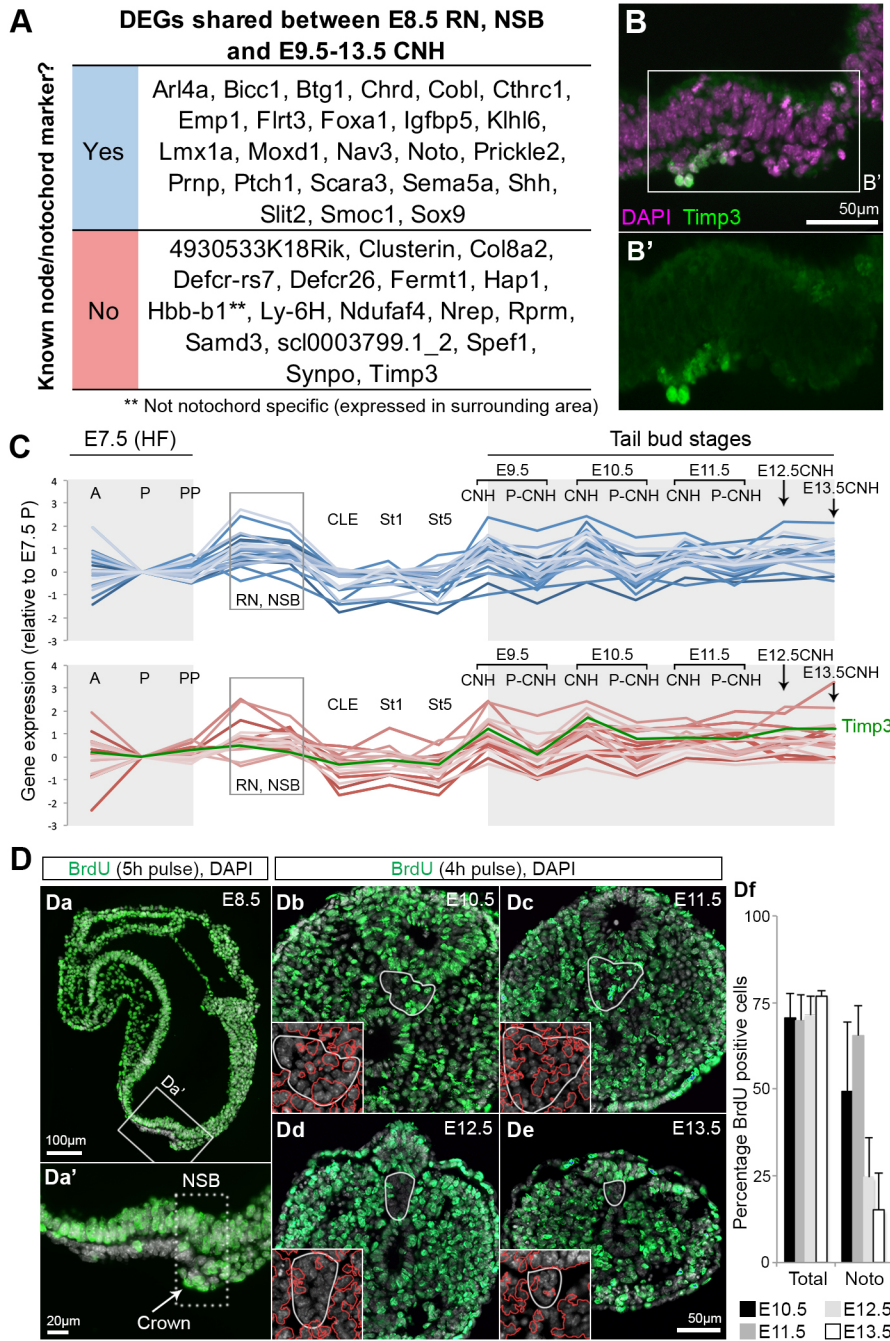 A
DEGs shared between E8.5 RN, NSB
and E9.5-13.5 CNH
Known node/notochord marker?
Yes
Arl4a, Bicc1, Btg1, Chrd, Cobl, Cthrc1,
Emp1, Flrt3, Foxa1, Igfbp5, Klhl6,
Lmx1a, Moxd1, Nav3, Noto, Prickle2,
Prnp, Ptch1, Scara3, Sema5a, Shh,
Slit2, Smoc1, Sox9
No
4930533K18Rik, Clusterin, Col8a2,
Defcr-rs7, Defcr26, Fermt1, Hap1,
Hbb-b1**, Ly-6H, Ndufaf4, Nrep, Rprm,
Samd3, scl0003799.1_2, Spef1,
Synpo, Timp3
** Not notochord specific (expressed in surrounding area)
B
B'
DAPI Timp3
50µm
B'
C
E7.5 (HF)
Tail bud stages
Gene expression (relative to E7.5 P)
4
3
2
1
0
-1
-2
-3
A P PP
RN, NSB
CLE St1 St5
E9.5 E10.5 E11.5 E12.5CNH
E13.5CNH
CNH P-CNH CNH P-CNH CNH P-CNH
4
3
2
1
0
-1
-2
-3
A P PP
RN, NSB
CLE St1 St5
E9.5 E10.5 E11.5 E12.5CNH
E13.5CNH
CNH P-CNH CNH P-CNH CNH P-CNH
Timp3
D
BrdU (5h pulse), DAPI
BrdU (4h pulse), DAPI
Da
E8.5
Da'
100µm
Da'
NSB
Crown
20µm
Db
E10.5
Dc
E11.5
Dd
E12.5
De
E13.5
50µm
Df
Percentage BrdU positive cells
100
75
50
25
0
Total Noto
E10.5 E12.5
E11.5 E13.5